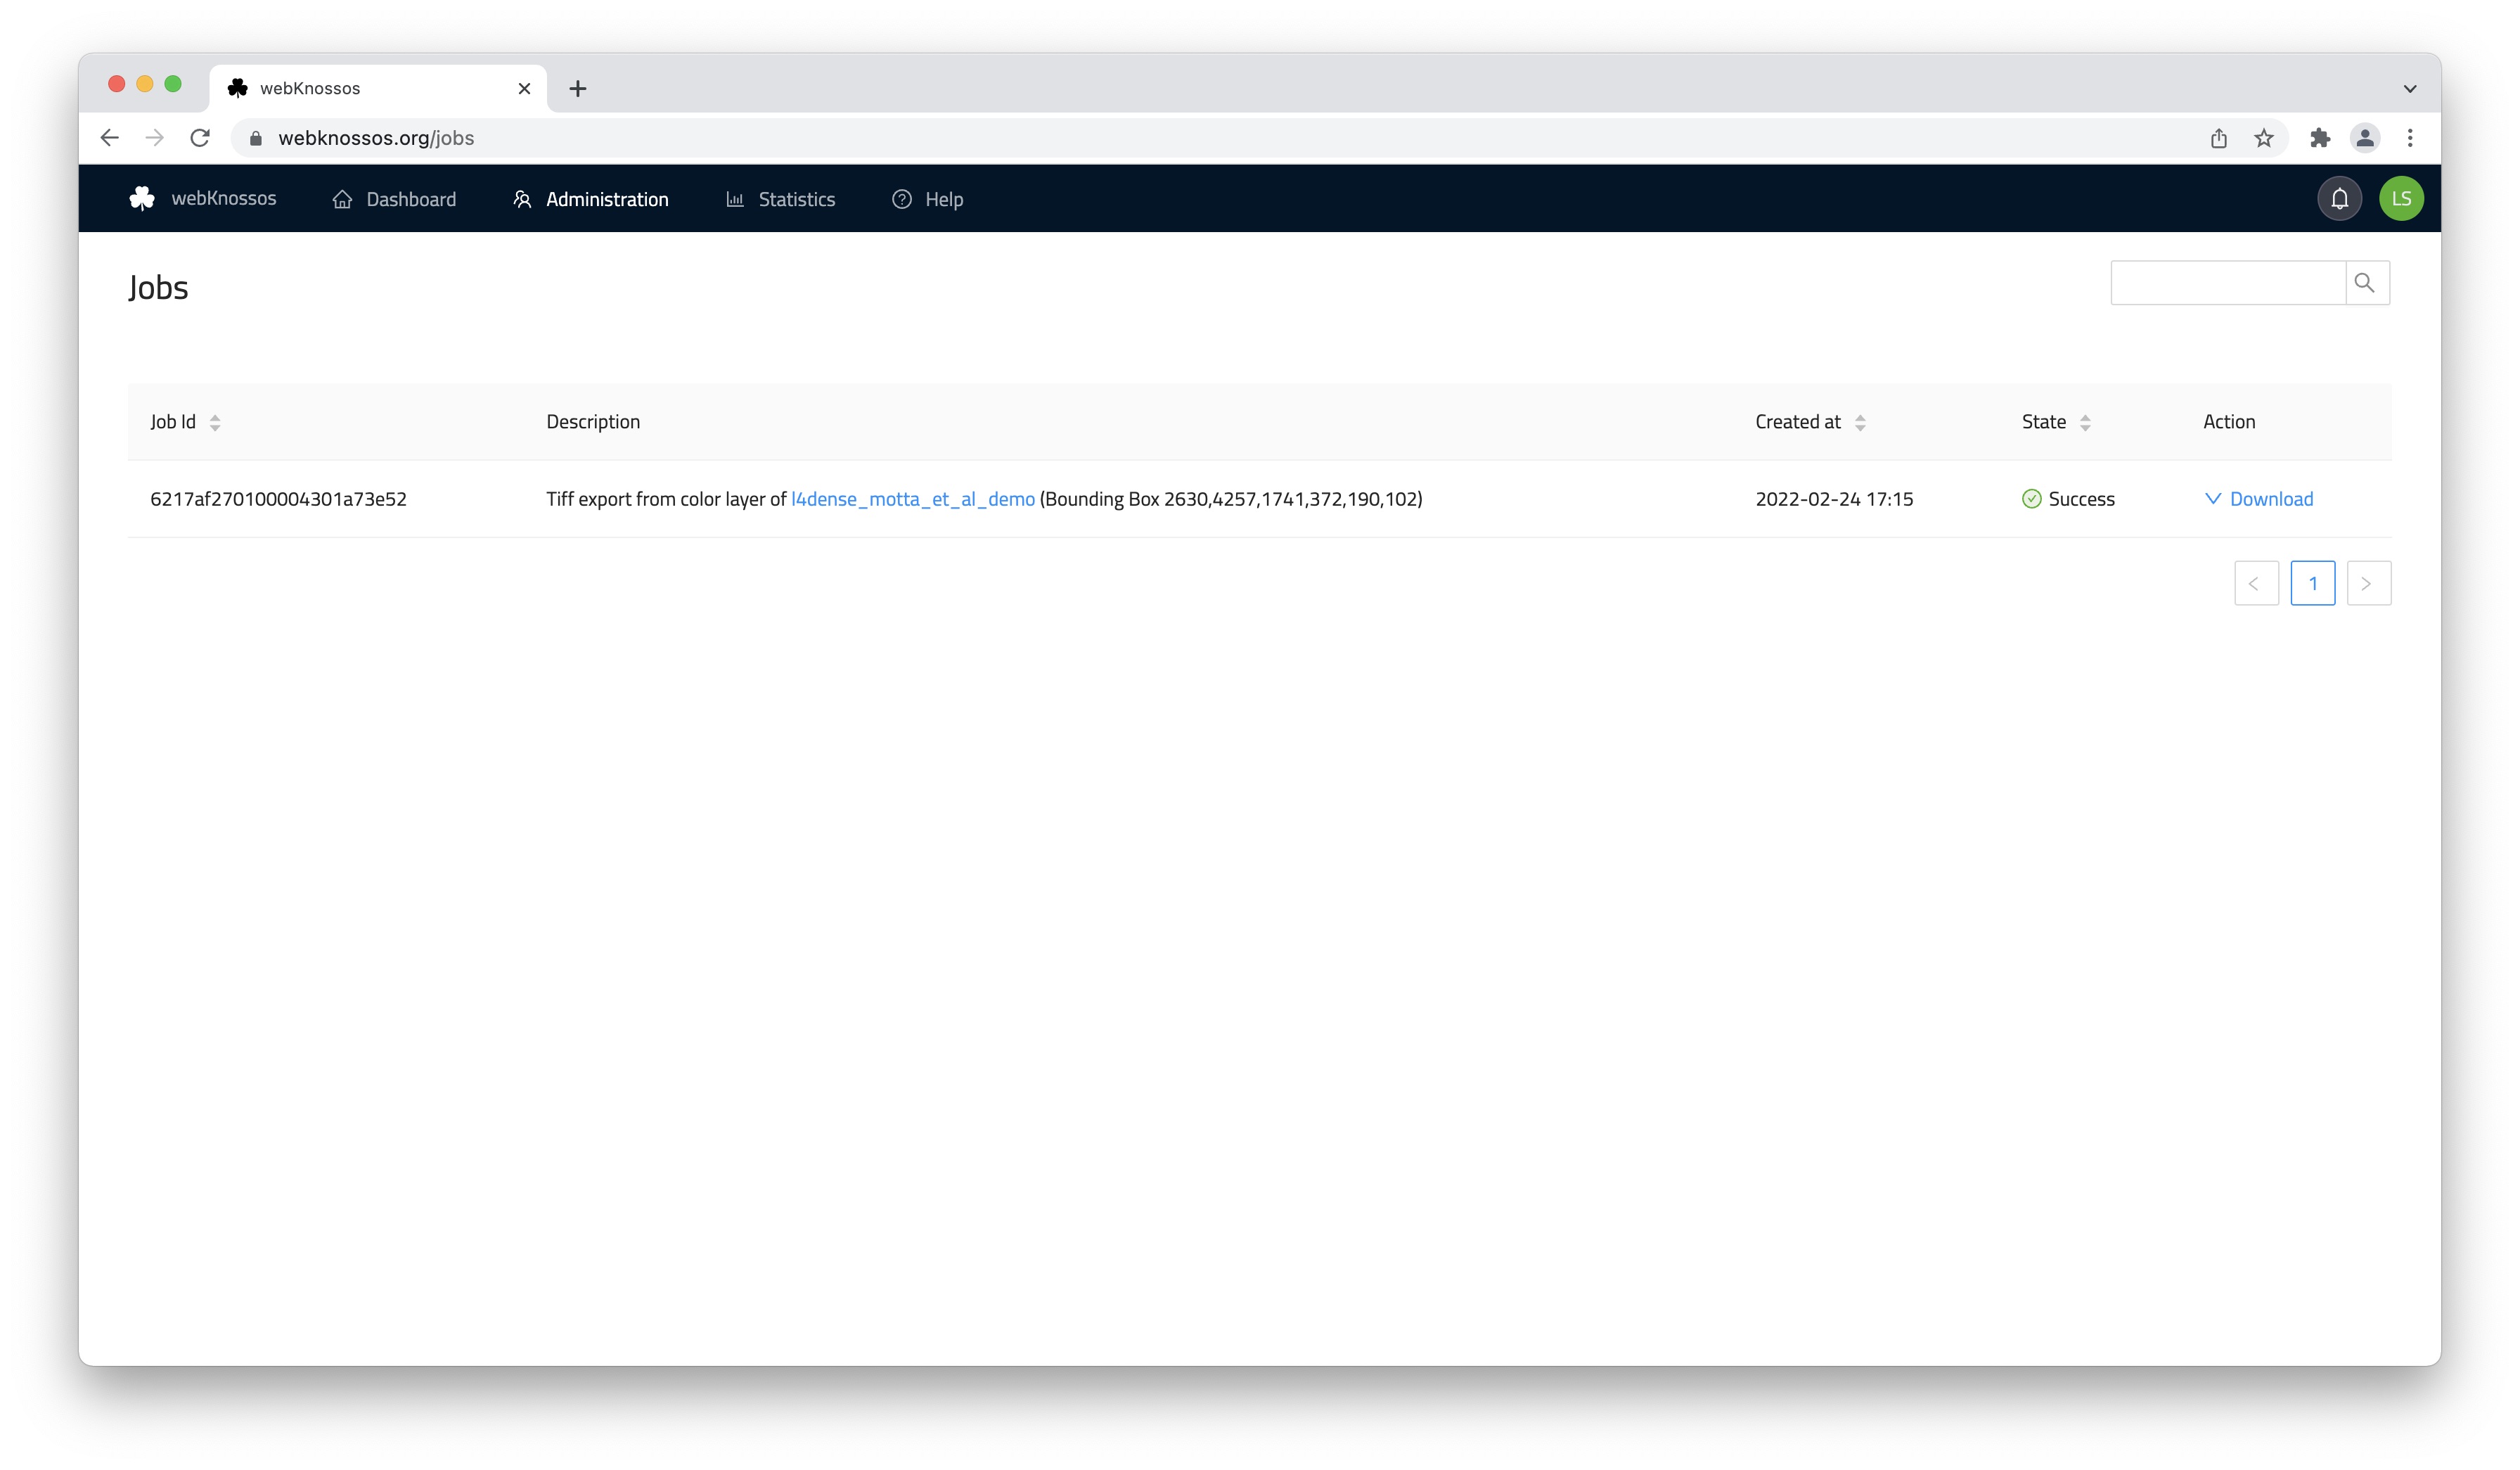 webKnossos
webknossos.org/jobs
webKnossos Dashboard Administration Statistics Help LS
Jobs
Job Id Description Created at State Action
6217af270100004301a73e52 Tiff export from color layer of l4dense_motta_et_al_demo (Bounding Box 2630,4257,1741,372,190,102) 2022-02-24 17:15 Success Download
1